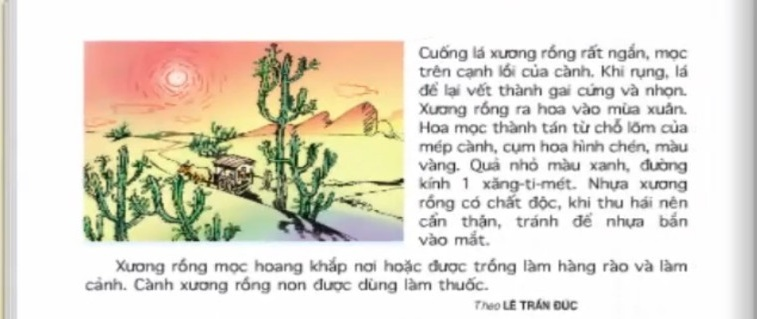 Cuống lá xương rồng rất ngắn, mọc
trên cạnh lồi của cành. Khi rụng, lá
để lại vết thành gai cứng và nhọn.
Xương rồng ra hoa vào mùa xuân.
Hoa mọc thành tán từ chỗ lõm của
mép cành, cụm hoa hình chén, màu
vàng. Quả nhỏ màu xanh, đường
kính 1 xăng-ti-mét. Nhựa xương
rồng có chất độc, khi thu hái nên
cẩn thận, tránh để nhựa bắn
vào mắt.
Xương rồng mọc hoang khắp nơi hoặc được trồng làm hàng rào và làm
cảnh. Cành xương rồng non được dùng làm thuốc.
Theo LÊ TRẦN ĐỨC